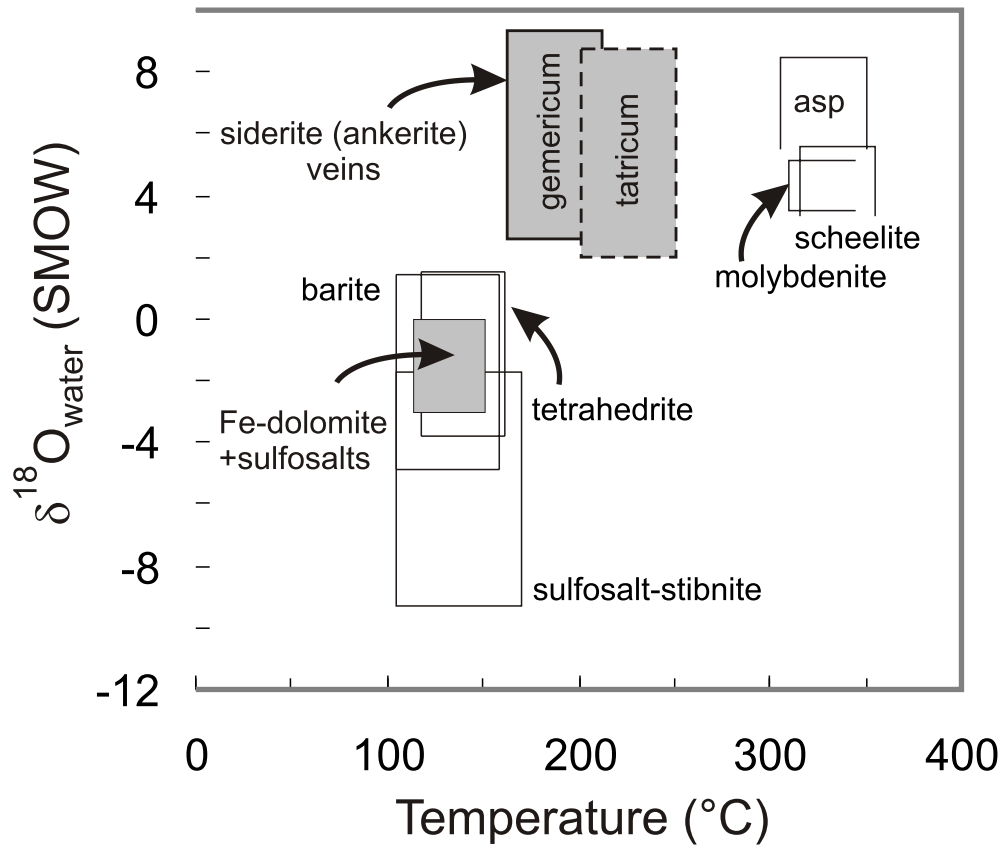 8
4
0
-4
-8
-12
δ ¹⁸Owater (SMOW)
siderite (ankerite)
veins
gemericum
tatricum
asp
scheelite
molybdenite
barite
tetrahedrite
Fe-dolomite
+sulfosalts
sulfosalt-stibnite
0 100 200 300 400
Temperature (°C)